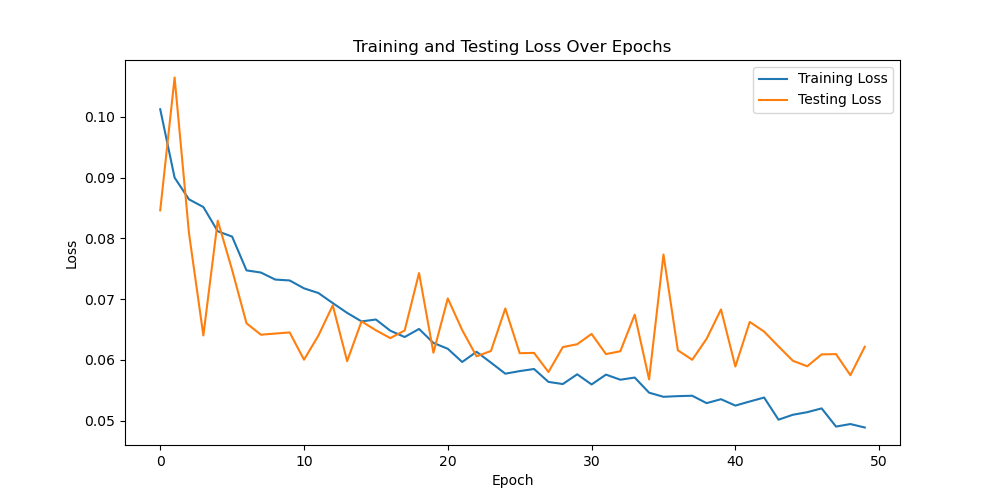 Training and Testing Loss Over Epochs
Training Loss
Testing Loss
Loss
0.10
0.09
0.08
0.07
0.06
0.05
0
10
20
30
40
50
Epoch